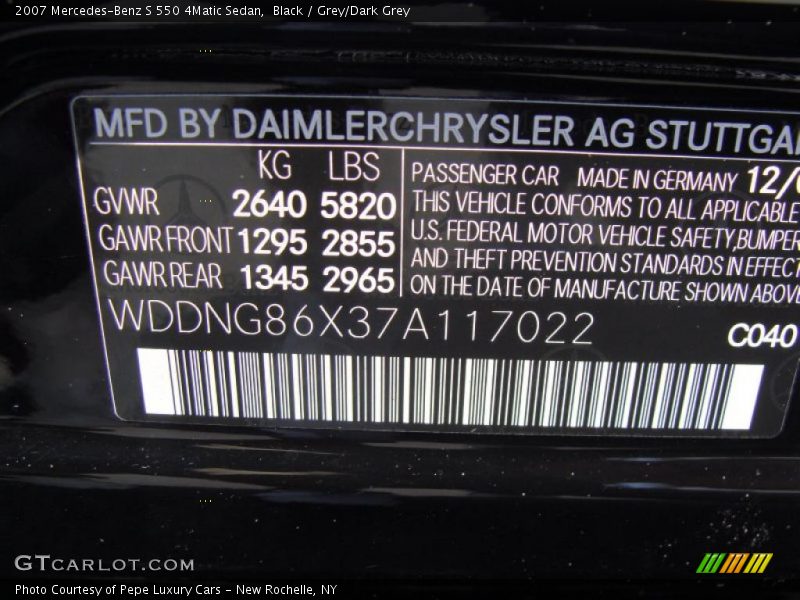 2007 Mercedes-Benz S 550 4Matic Sedan, Black / Grey/Dark Grey
MFD BY DAIMLERCHRYSLER AG STUTTGA
KG LBS
GVWR 2640 5820
GAWR FRONT 1295 2855
GAWR REAR 1345 2965
PASSENGER CAR MADE IN GERMANY 12/0
THIS VEHICLE CONFORMS TO ALL APPLICABLE
U.S. FEDERAL MOTOR VEHICLE SAFETY, BUMPER
AND THEFT PREVENTION STANDARDS IN EFFECT
ON THE DATE OF MANUFACTURE SHOWN ABOVE
WDDNG86X37A117022
C040
GTCARLOT.COM
Photo Courtesy of Pepe Luxury Cars - New Rochelle, NY